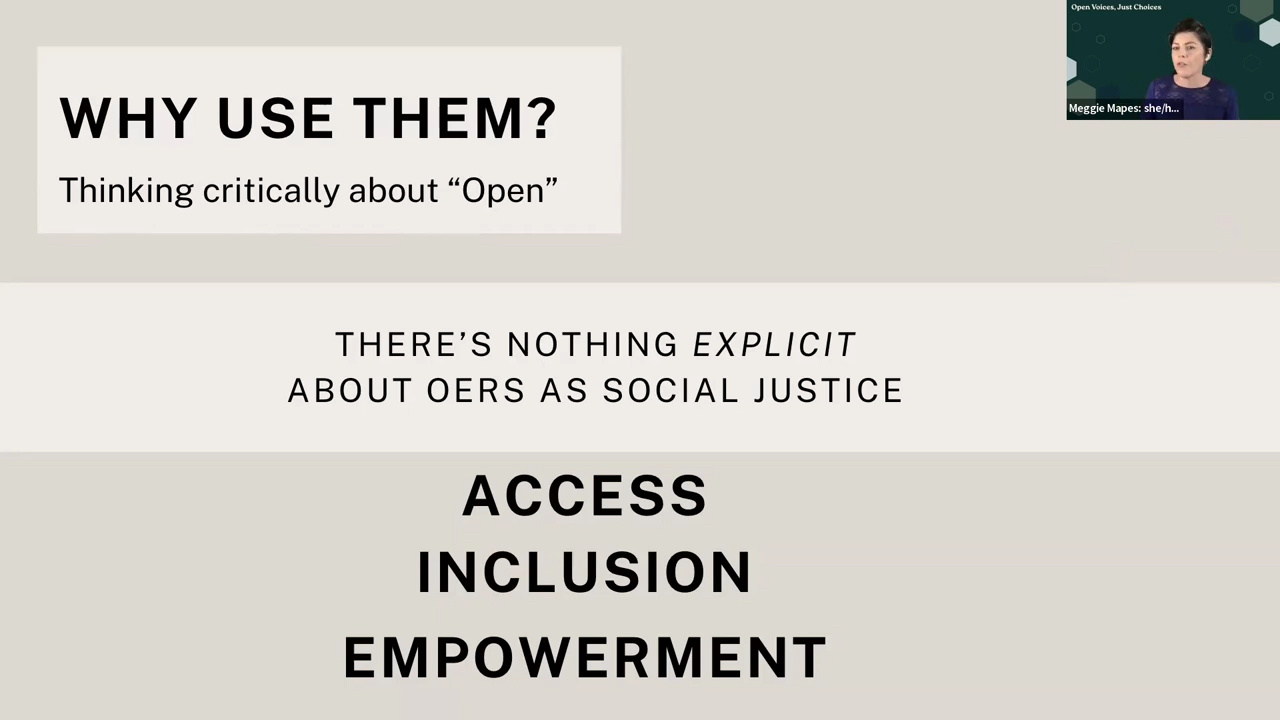 Open Voices, Just Choices
Meggie Mapes: she/h...
WHY USE THEM?
Thinking critically about “Open”
THERE’S NOTHING EXPLICIT
ABOUT OERS AS SOCIAL JUSTICE
ACCESS
INCLUSION
EMPOWERMENT